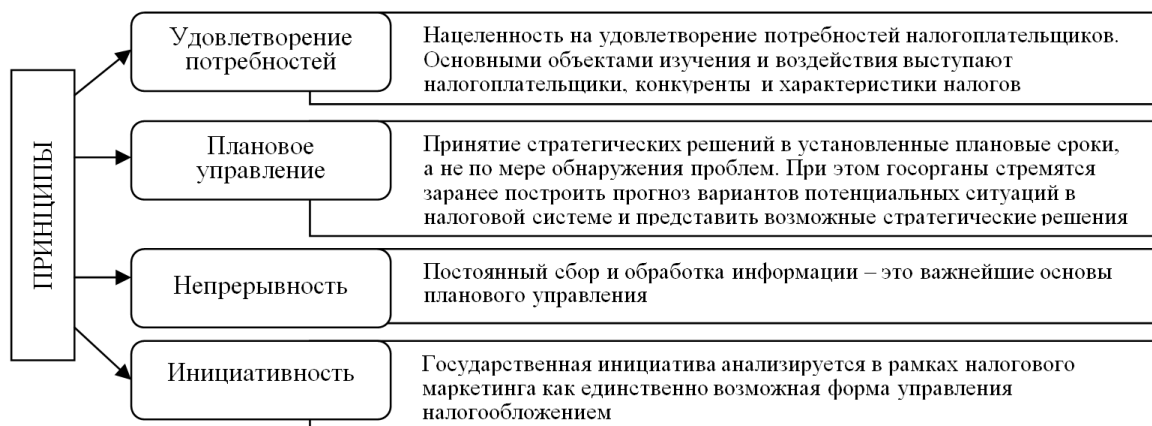 ПРИНЦИПЫ
Удовлетворение
потребностей
Нацеленность на удовлетворение потребностей налогоплательщиков.
Основными объектами изучения и воздействия выступают
налогоплательщики, конкуренты и характеристики налогов
Плановое
управление
Принятие стратегических решений в установленные плановые сроки,
а не по мере обнаружения проблем. При этом госорганы стремятся
заранее построить прогноз вариантов потенциальных ситуаций в
налоговой системе и представить возможные стратегические решения
Непрерывность
Постоянный сбор и обработка информации – это важнейшие основы
планового управления
Инициативность
Государственная инициатива анализируется в рамках налогового
маркетинга как единственно возможная форма управления
налогообложением